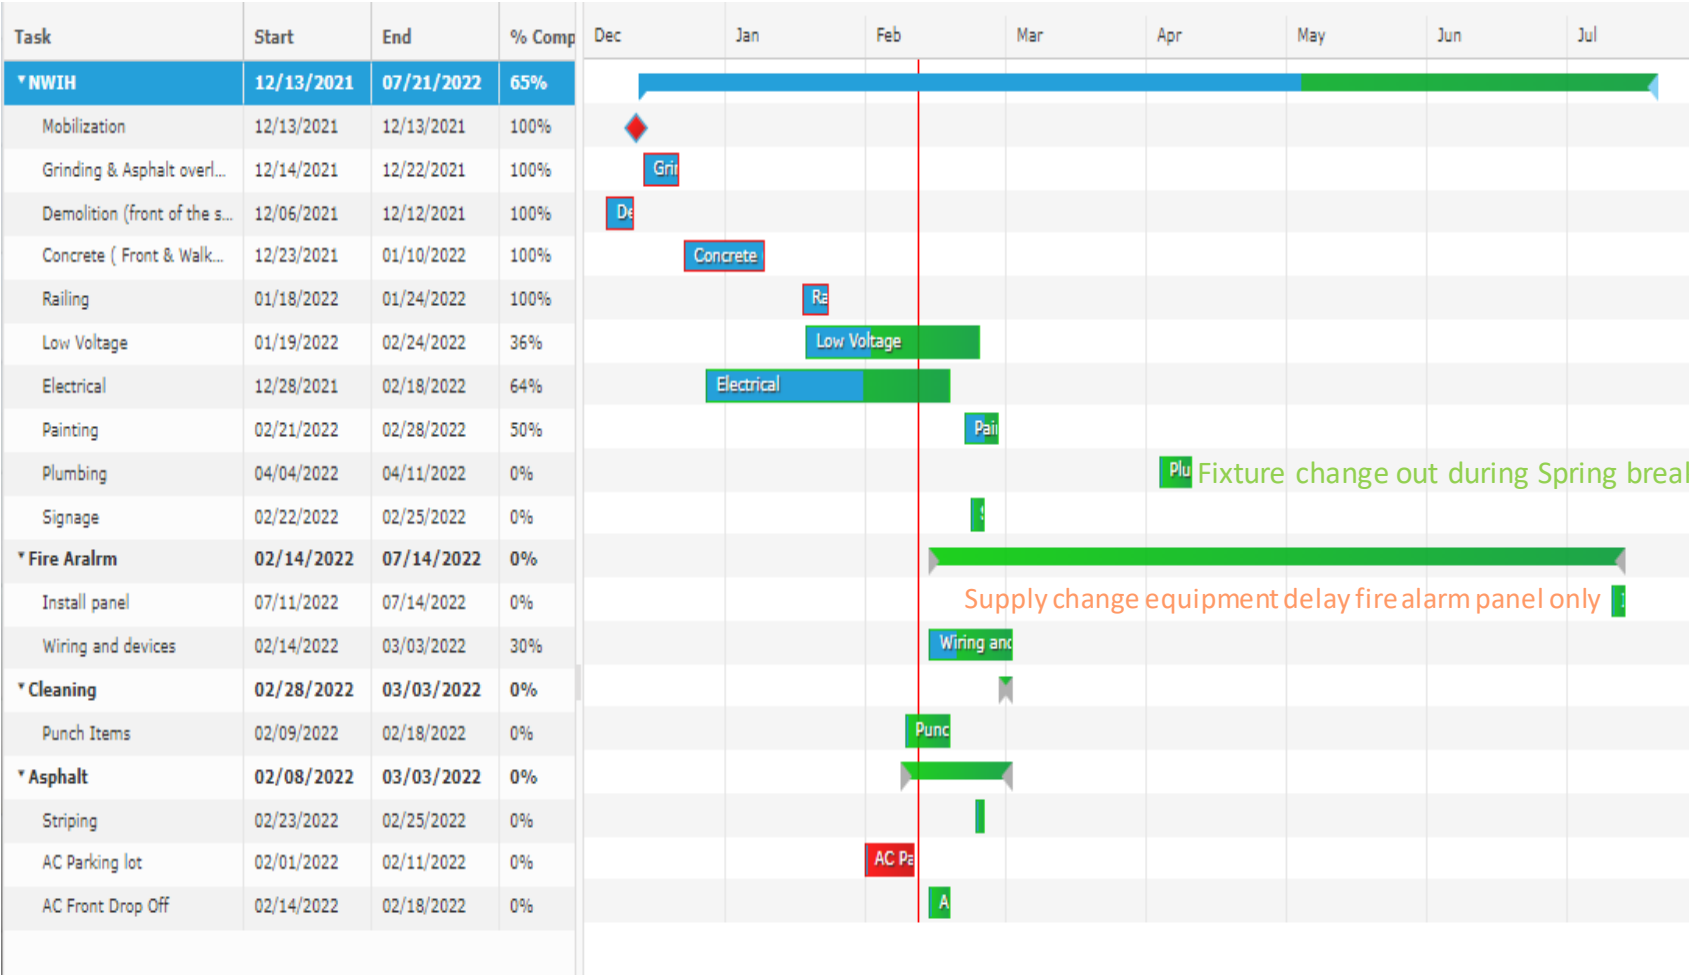 Task Start End % Comp Dec Jan Feb Mar Apr May Jun Jul
NWIH 12/13/2021 07/21/2022 65%
Mobilization 12/13/2021 12/13/2021 100%
Grinding & Asphalt overl... 12/14/2021 12/22/2021 100% Grin
Demolition (front of the s... 12/06/2021 12/12/2021 100% De
Concrete ( Front & Walk... 12/23/2021 01/10/2022 100% Concrete
Railing 01/18/2022 01/24/2022 100% Ra
Low Voltage 01/19/2022 02/24/2022 36% Low Voltage
Electrical 12/28/2021 02/18/2022 64% Electrical
Painting 02/21/2022 02/28/2022 50% Pain
Plumbing 04/04/2022 04/11/2022 0% Plu Fixture change out during Spring break
Signage 02/22/2022 02/25/2022 0%
Fire Aralrm 02/14/2022 07/14/2022 0%
Install panel 07/11/2022 07/14/2022 0% Supply change equipment delay fire alarm panel only
Wiring and devices 02/14/2022 03/03/2022 30% Wiring and
Cleaning 02/28/2022 03/03/2022 0%
Punch Items 02/09/2022 02/18/2022 0% Punc
Asphalt 02/08/2022 03/03/2022 0%
Striping 02/23/2022 02/25/2022 0%
AC Parking lot 02/01/2022 02/11/2022 0% AC Pa
AC Front Drop Off 02/14/2022 02/18/2022 0% A